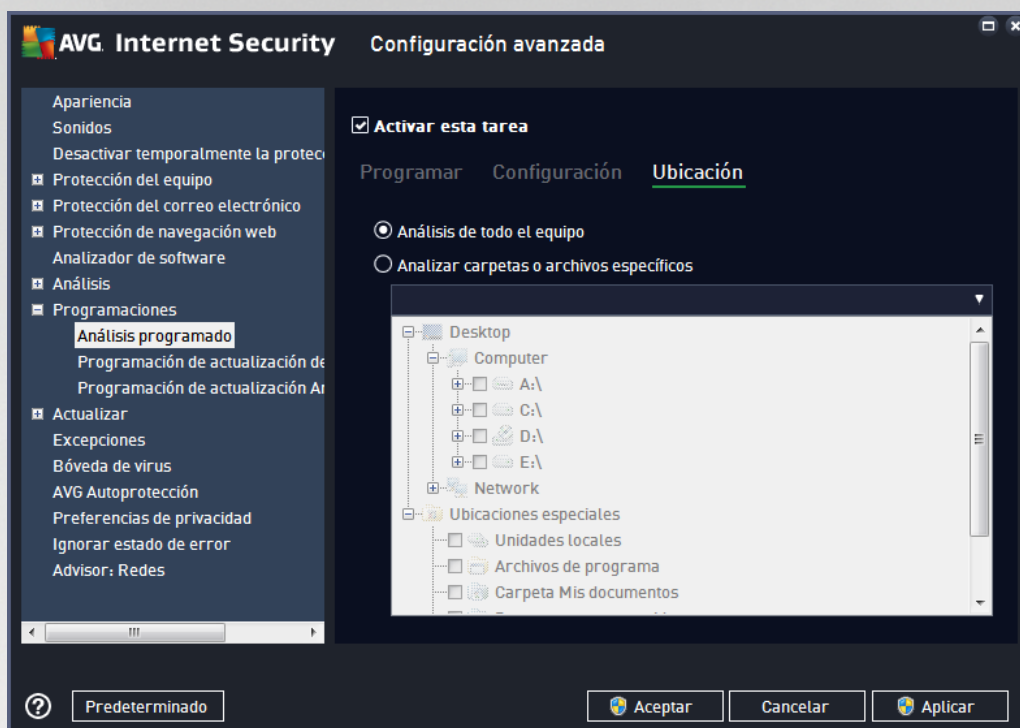 AVG. Internet Security
Configuración avanzada
Apariencia
Sonidos
Desactivar temporalmente la protec
Protección del equipo
Protección del correo electrónico
Protección de navegación web
Analizador de software
Análisis
Programaciones
Análisis programado
Programación de actualización de
Programación de actualización
Actualizar
Excepciones
Bóveda de virus
AVG Autoprotección
Preferencias de privacidad
Ignorar estado de error
Advisor: Redes
Activar esta tarea
Programar Configuración Ubicación
Análisis de todo el equipo
Analizar carpetas o archivos específicos
Desktop
Computer
A:\
C:\
D:\
E:\
Network
Ubicaciones especiales
Unidades locales
Archivos de programa
Carpeta Mis documentos
Predeterminado
Aceptar
Cancelar
Aplicar